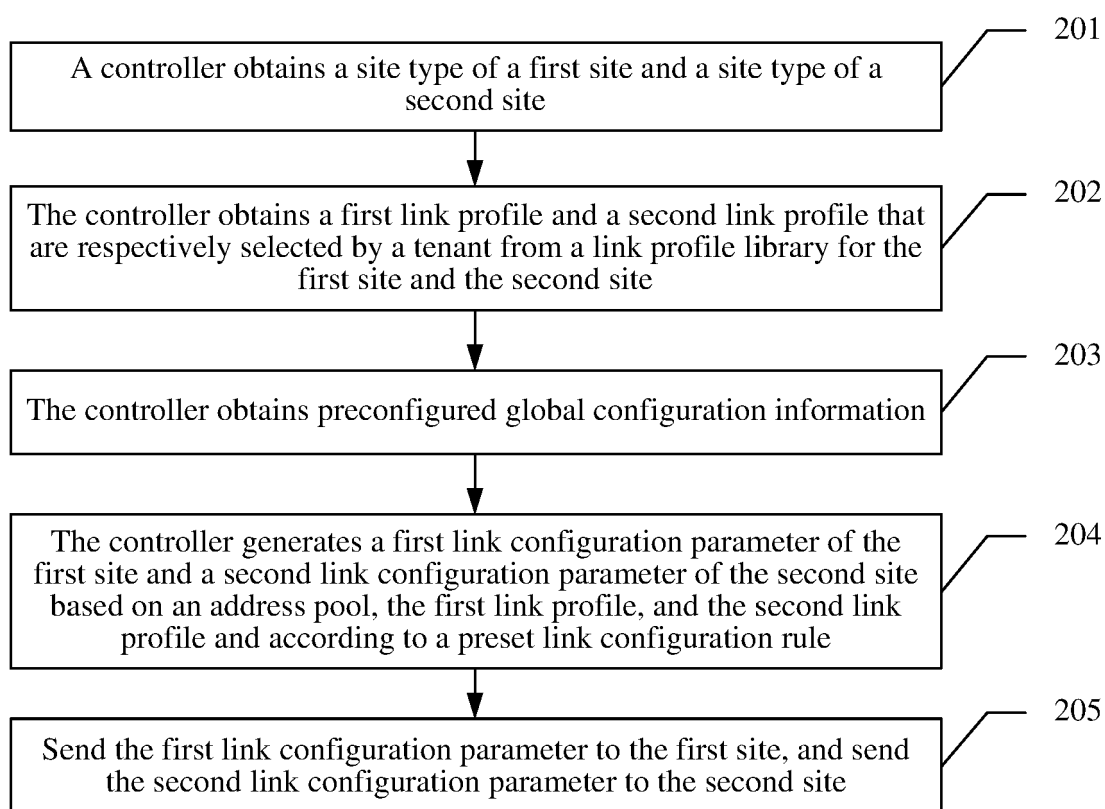 201
A controller obtains a site type of a first site and a site type of a
second site
202
The controller obtains a first link profile and a second link profile that
are respectively selected by a tenant from a link profile library for the
first site and the second site
203
The controller obtains preconfigured global configuration information
204
The controller generates a first link configuration parameter of the
first site and a second link configuration parameter of the second site
based on an address pool, the first link profile, and the second link
profile and according to a preset link configuration rule
205
Send the first link configuration parameter to the first site, and send
the second link configuration parameter to the second site